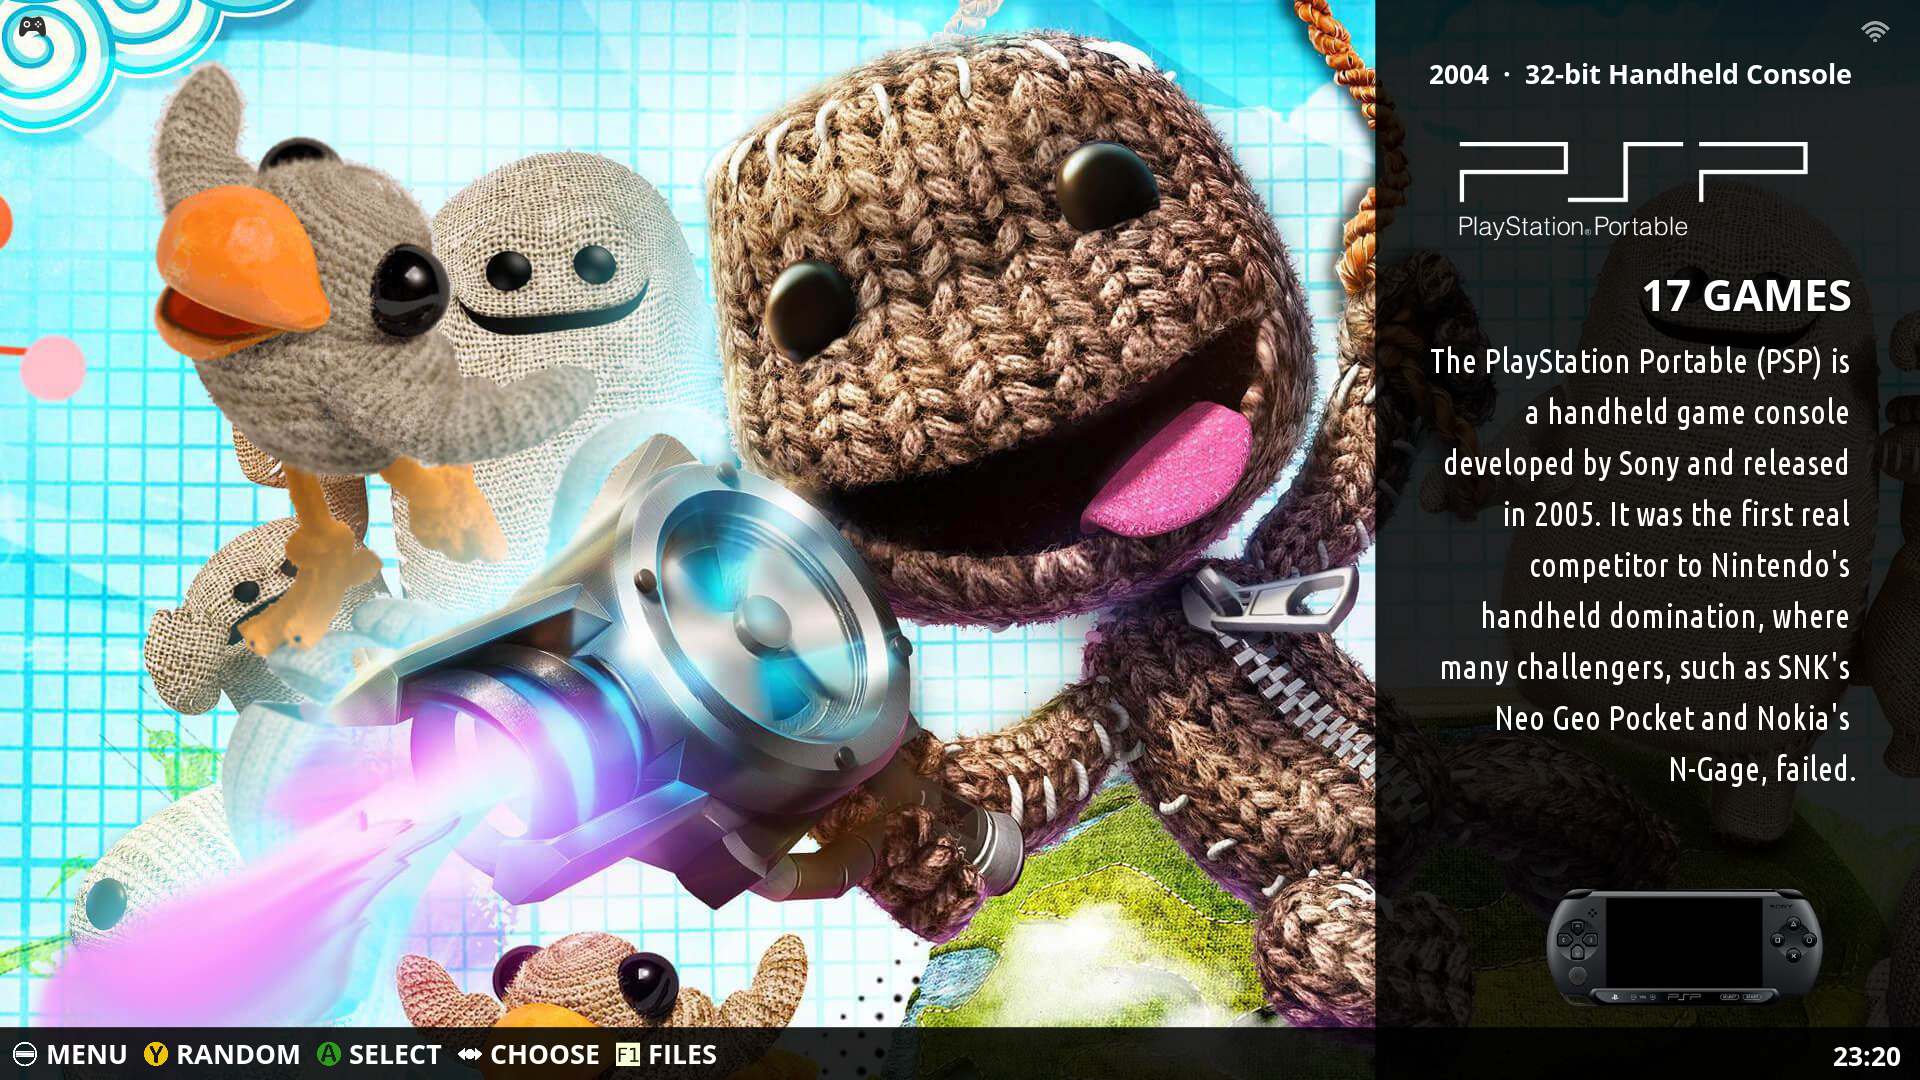 2004 · 32-bit Handheld Console
PSP
PlayStation® Portable
17 GAMES
The PlayStation Portable (PSP) is
a handheld game console
developed by Sony and released
in 2005. It was the first real
competitor to Nintendo's
handheld domination, where
many challengers, such as SNK's
Neo Geo Pocket and Nokia's
N-Gage, failed.
SONY
PSP
MENU Y RANDOM A SELECT CHOOSE F1 FILES
23:20